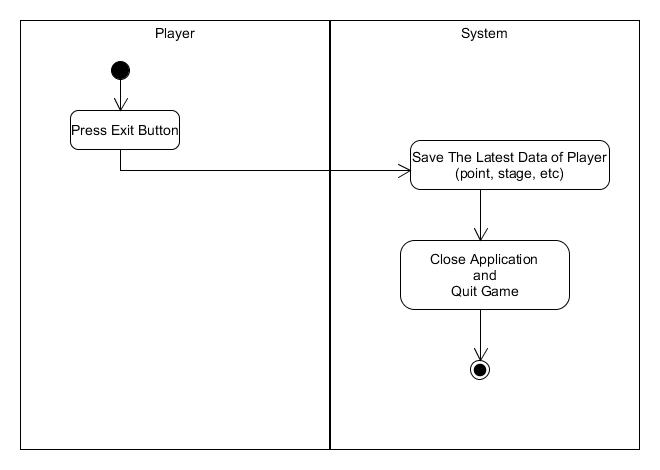 Player
System
Press Exit Button
Save The Latest Data of Player
(point, stage, etc)
Close Application
and
Quit Game